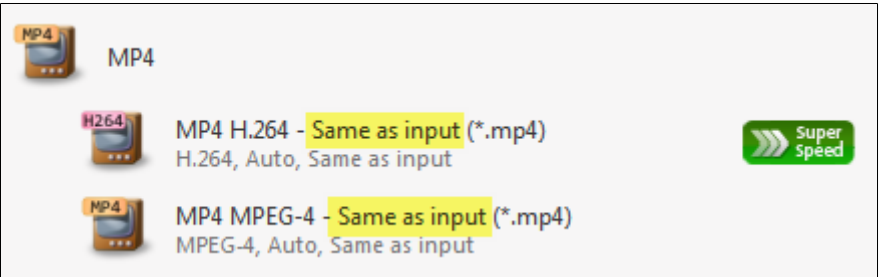 MP4
MP4
H264
MP4 H.264 - Same as input (*.mp4)
H.264, Auto, Same as input
Super
Speed
MP4
MP4 MPEG-4 - Same as input (*.mp4)
MPEG-4, Auto, Same as input